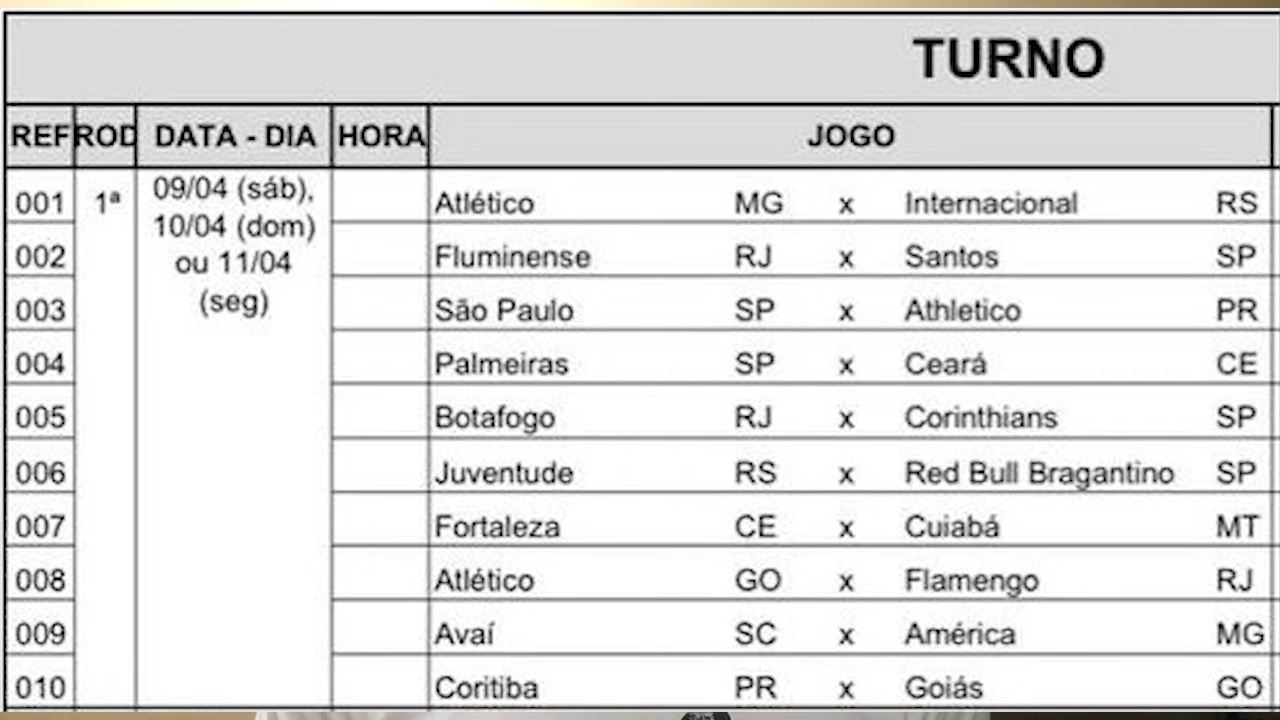 TURNO
REF ROD DATA - DIA HORA JOGO
001 1ª 09/04 (sáb), Atlético MG x Internacional RS
10/04 (dom)
002 Fluminense RJ x Santos SP
ou 11/04
003 (seg) São Paulo SP x Athletico PR
004 Palmeiras SP x Ceará CE
005 Botafogo RJ x Corinthians SP
006 Juventude RS x Red Bull Bragantino SP
007 Fortaleza CE x Cuiabá MT
008 Atlético GO x Flamengo RJ
009 Avaí SC x América MG
010 Coritiba PR x Goiás GO